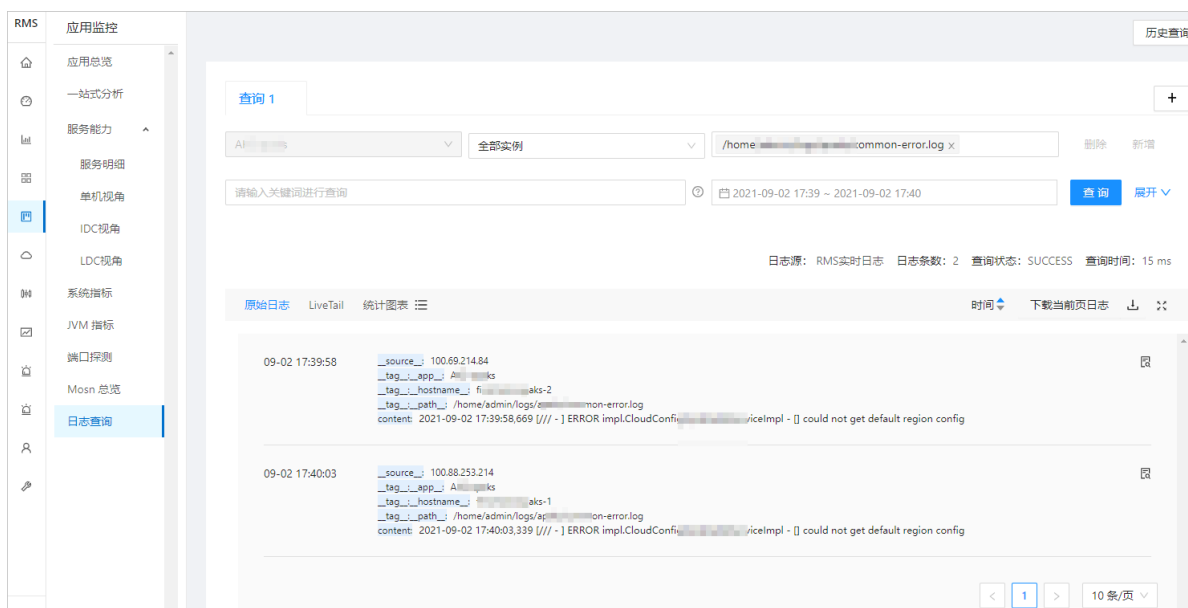 RMS
应用监控
历史查询
应用总览
一站式分析
服务能力
服务明细
单机视角
IDC视角
LDC视角
系统指标
JVM 指标
端口探测
Mosn 总览
日志查询
查询 1
+
全部实例
/home common-error.log x
删除 新增
请输入关键词进行查询
2021-09-02 17:39 ~ 2021-09-02 17:40
查 询
展开
日志源: RMS实时日志 日志条数: 2 查询状态: SUCCESS 查询时间: 15 ms
原始日志 LiveTail 统计图表
时间 下载当前页日志
09-02 17:39:58
__source__: 100.69.214.84
__tag__:__app__: ks
__tag__:__hostname__: fi aks-2
__tag__:__path__: /home/admin/logs/a mon-error.log
content: 2021-09-02 17:39:58,669 [/// - ] ERROR impl.CloudConfi viceImpl - [] could not get default region config
09-02 17:40:03
__source__: 100.88.253.214
__tag__:__app__: ks
__tag__:__hostname__: aks-1
__tag__:__path__: /home/admin/logs/ap on-error.log
content: 2021-09-02 17:40:03,339 [/// - ] ERROR impl.CloudConfi viceImpl - [] could not get default region config
< 1 > 10 条/页